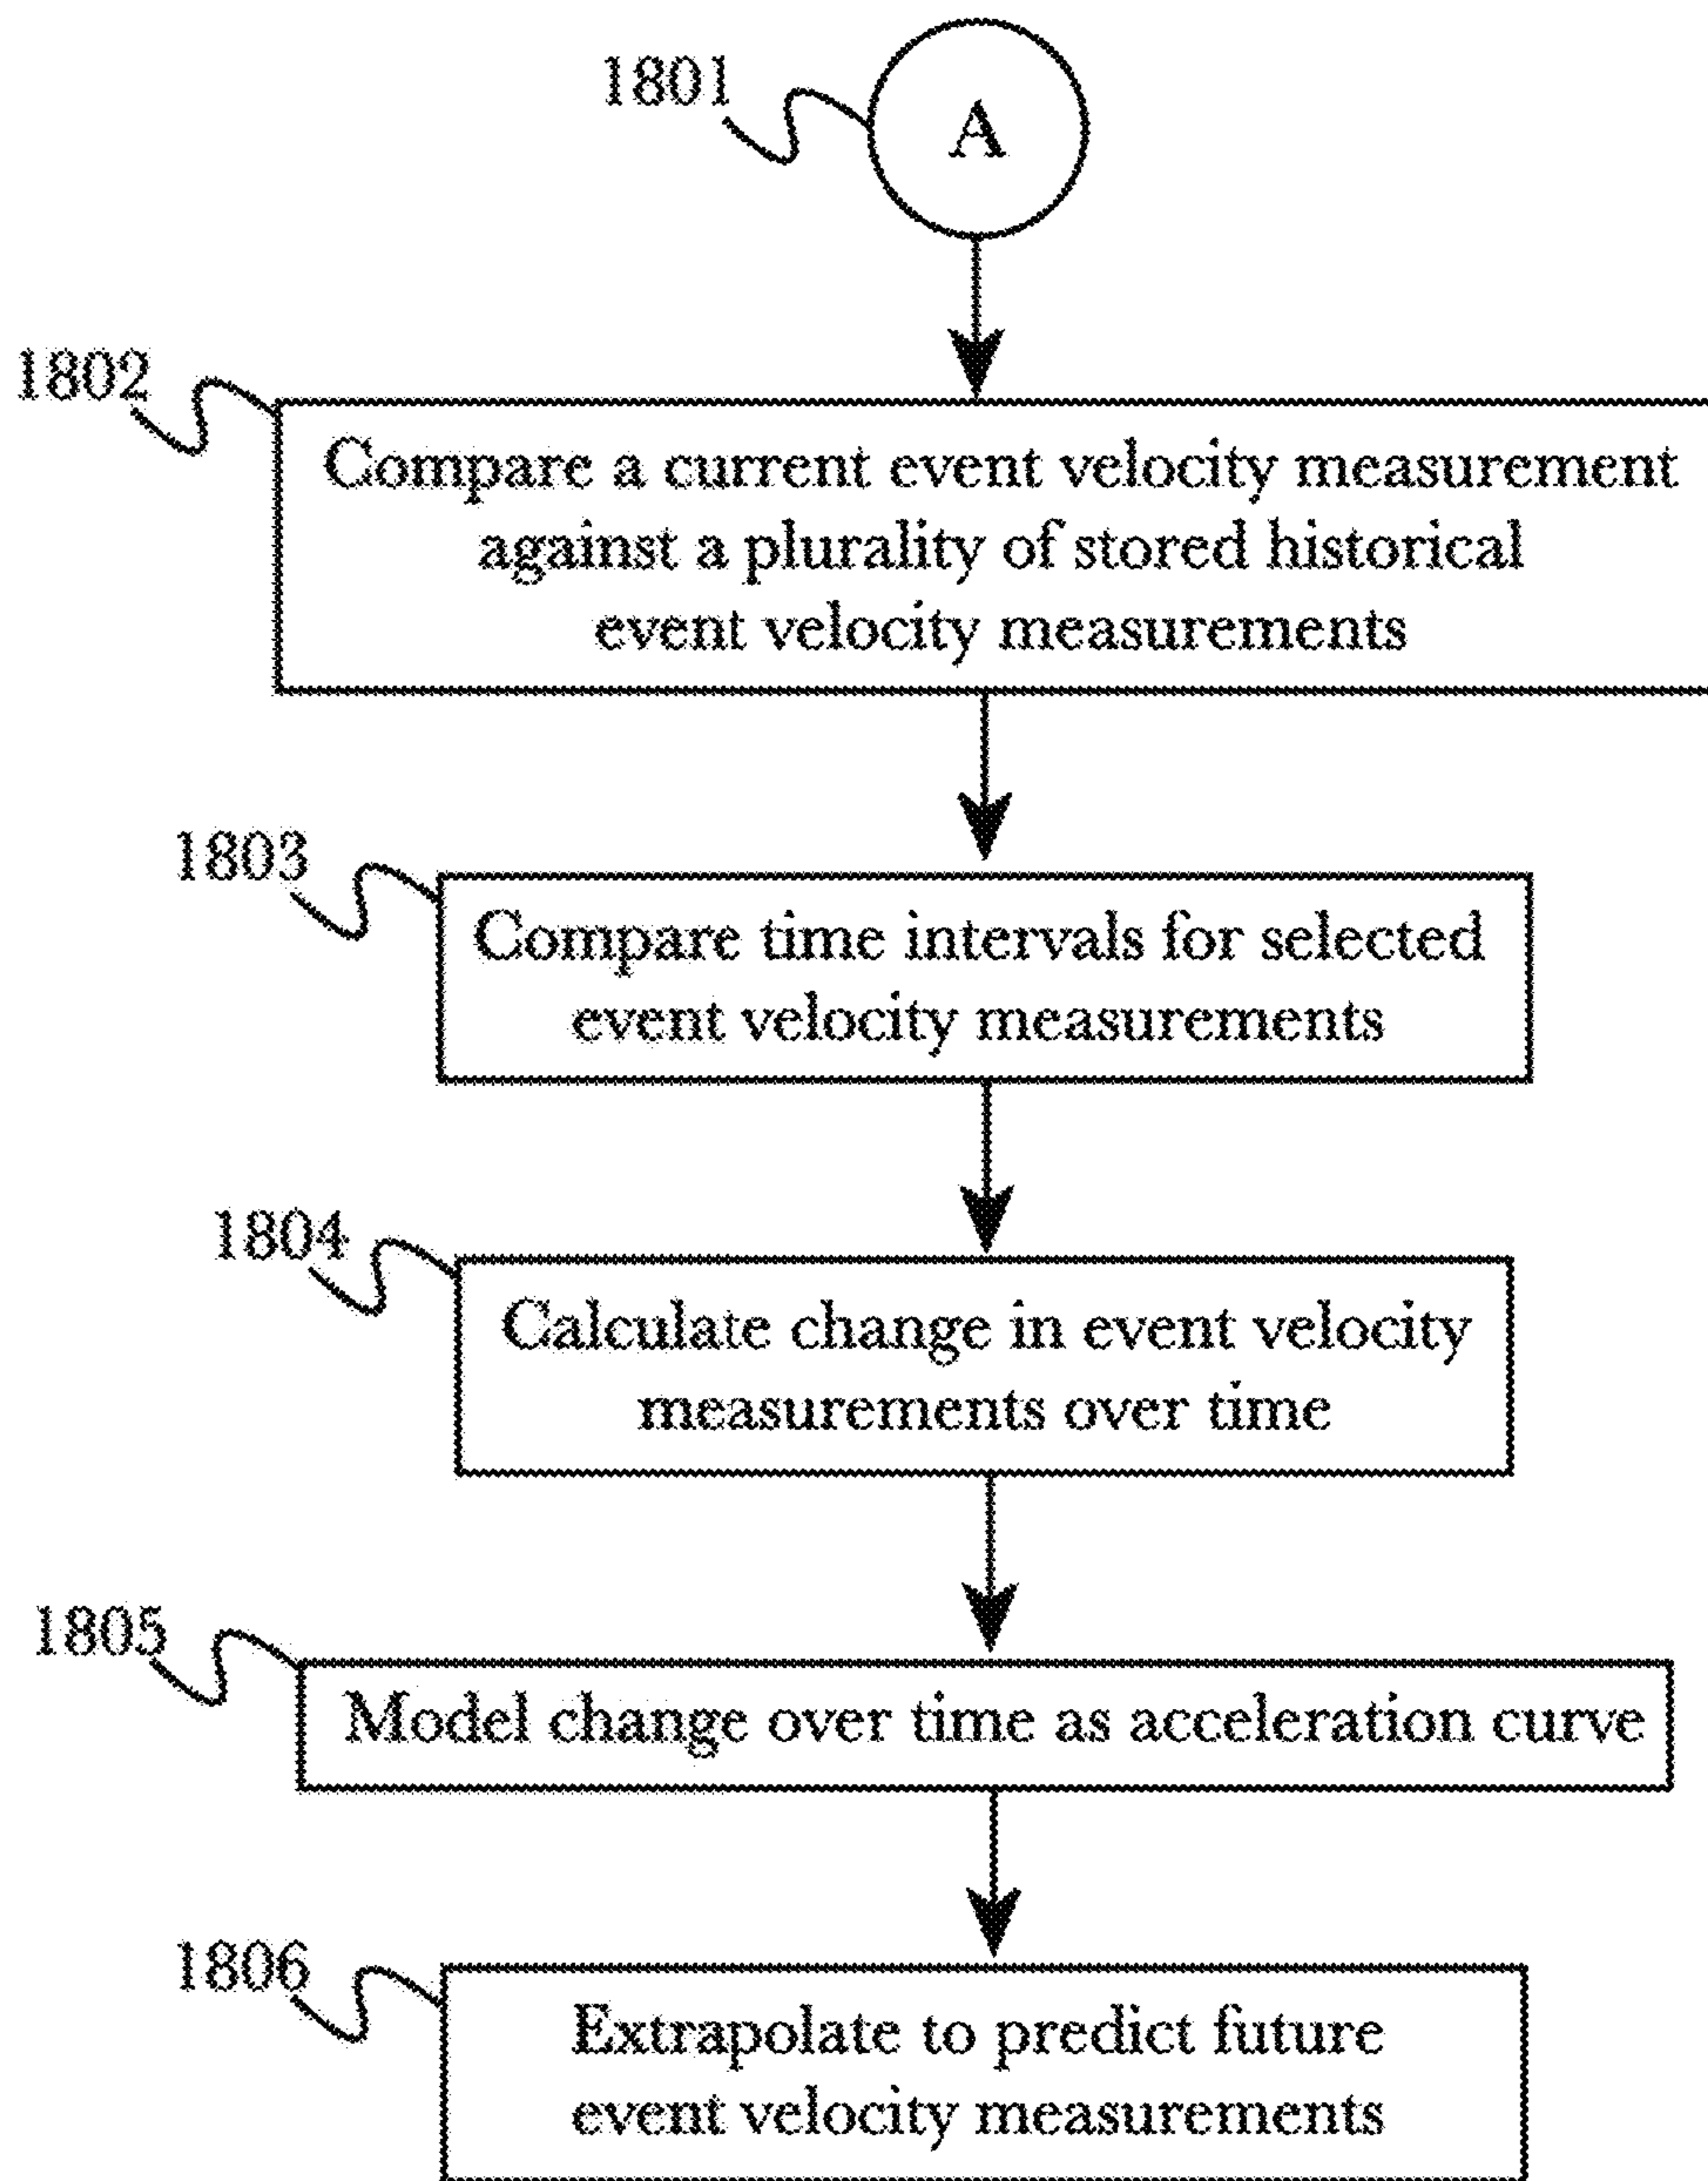 1801
A
1802
Compare a current event velocity measurement
against a plurality of stored historical
event velocity measurements
1803
Compare time intervals for selected
event velocity measurements
1804
Calculate change in event velocity
measurements over time
1805
Model change over time as acceleration curve
1806
Extrapolate to predict future
event velocity measurements